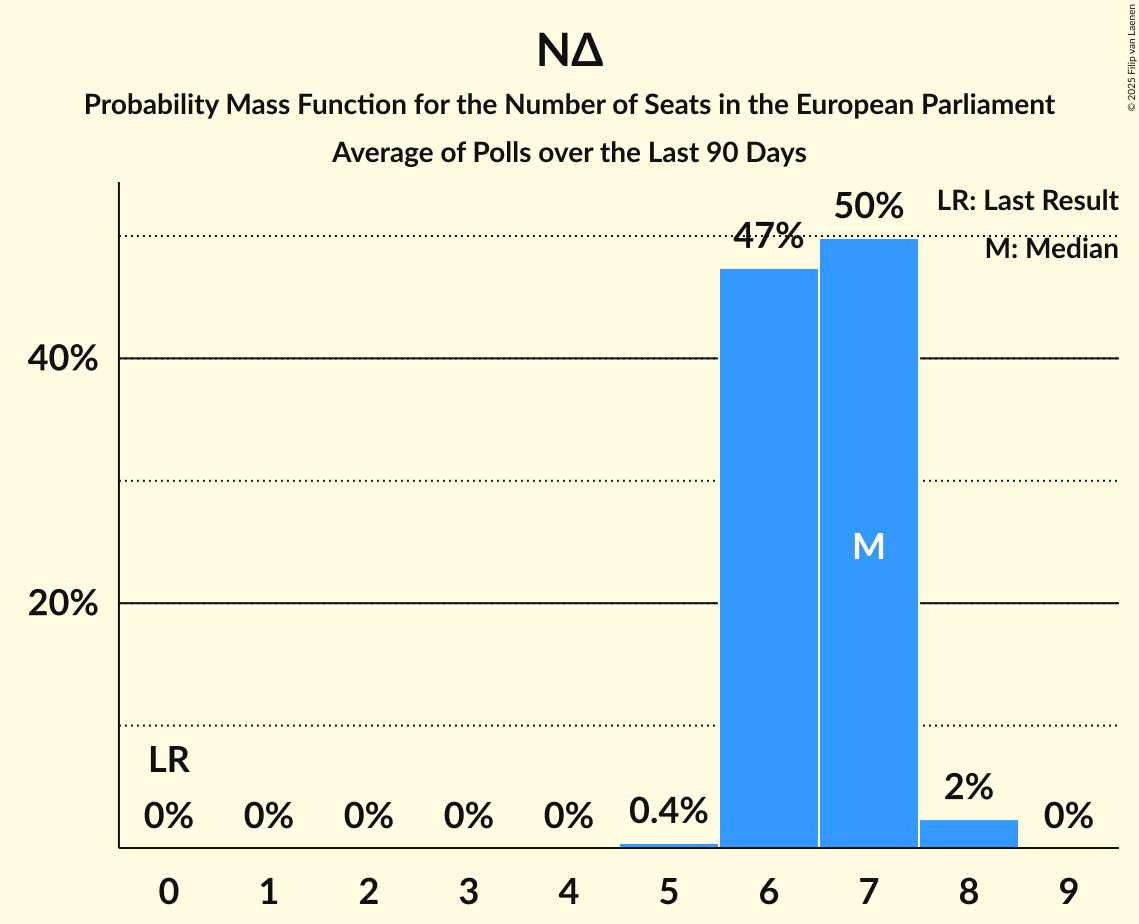 ΝΔ
Probability Mass Function for the Number of Seats in the European Parliament
Average of Polls over the Last 90 Days
© 2025 Filip van Laenen
LR: Last Result
M: Median
50%
47%
40%
20%
M
LR
0% 0% 0% 0% 0% 0.4% 2% 0%
0 1 2 3 4 5 6 7 8 9